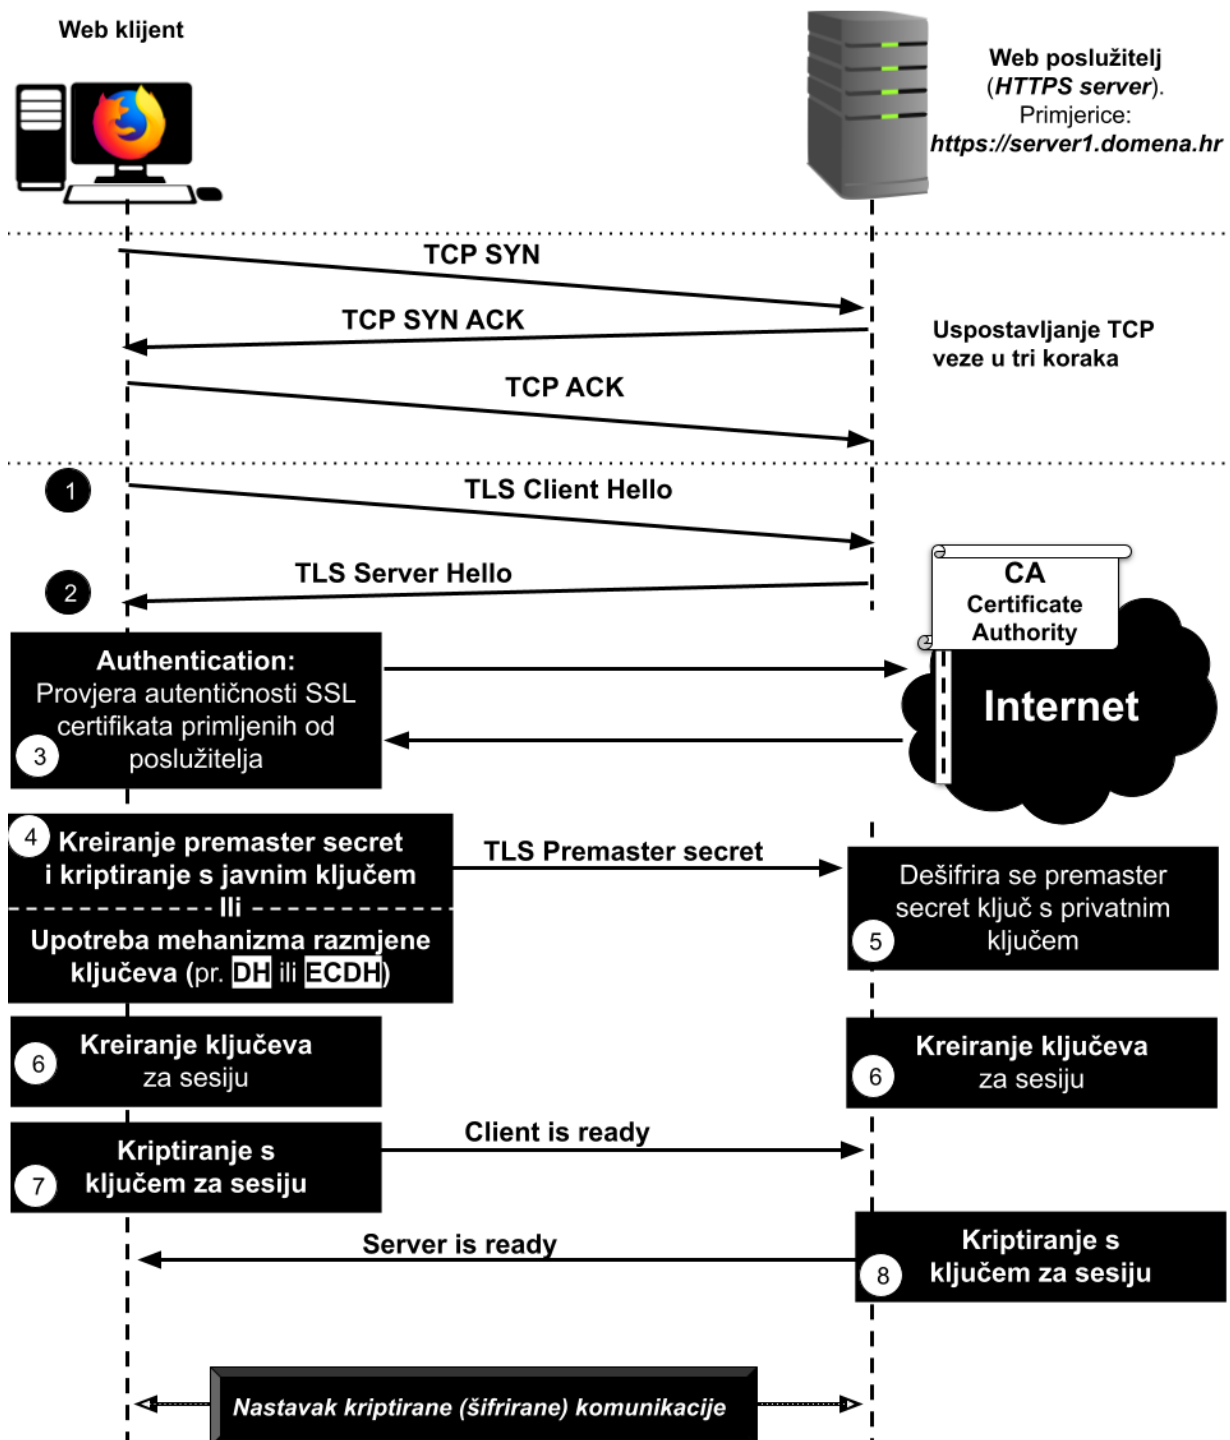 Web klijent
Web poslužitelj
(HTTPS server).
Primjerice:
https://server1.domena.hr
TCP SYN
TCP SYN ACK
Uspostavljanje TCP
veze u tri koraka
TCP ACK
1
TLS Client Hello
TLS Server Hello
2
CA
Certificate
Authority
Internet
Authentication:
Provjera autentičnosti SSL
certifikata primljenih od
poslužitelja
3
4
Kreiranje premaster secret
i kriptiranje s javnim ključem
Ili
Upotreba mehanizma razmjene
ključeva (pr. DH ili ECDH)
TLS Premaster secret
Dešifrira se premaster
secret ključ s privatnim
ključem
5
Kreiranje ključeva
za sesiju
6
Kreiranje ključeva
za sesiju
6
Kriptiranje s
ključem za sesiju
7
Client is ready
Server is ready
Kriptiranje s
ključem za sesiju
8
Nastavak kriptirane (šifrirane) komunikacije